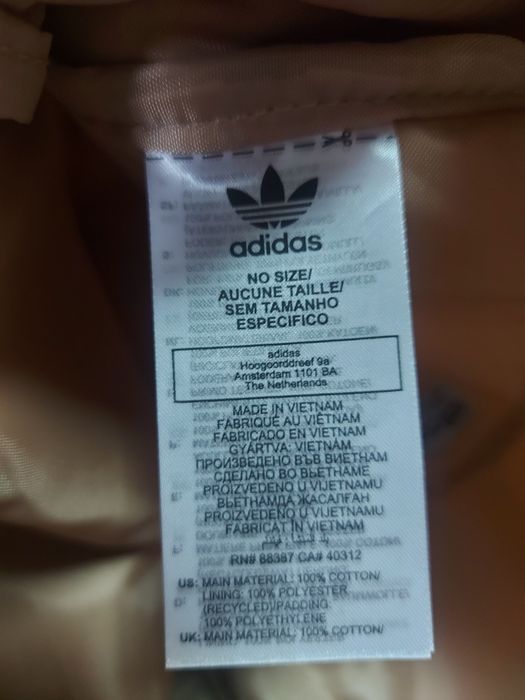 adidas
NO SIZE/
AUCUNE TAILLE/
SEM TAMANHO
ESPECIFICO
adidas
Hoogoorddreef 9a
Amsterdam 1101 BA
The Netherlands
MADE IN VIETNAM
FABRIQUÉ AU VIÊTNAM
FABRICADO EN VIETNAM
GYÁRTVA: VIETNAM
ПРОИЗВЕДЕНО ВЪВ ВИЕТНАМ
СДЕЛАНО ВО ВЬЕТНАМЕ
PROIZVEDENO U VIJETNAMU
ВЬЕТНАМДА ЖАСАЛҒАН
PROIZVEDENO U VIJETNAMU
FABRICAT IN VIETNAM
RN# 88387 CA# 40312
US: MAIN MATERIAL: 100% COTTON/
LINING: 100% POLYESTER
(RECYCLED)/PADDING:
100% POLYETHYLENE
UK: MAIN MATERIAL: 100% COTTON/